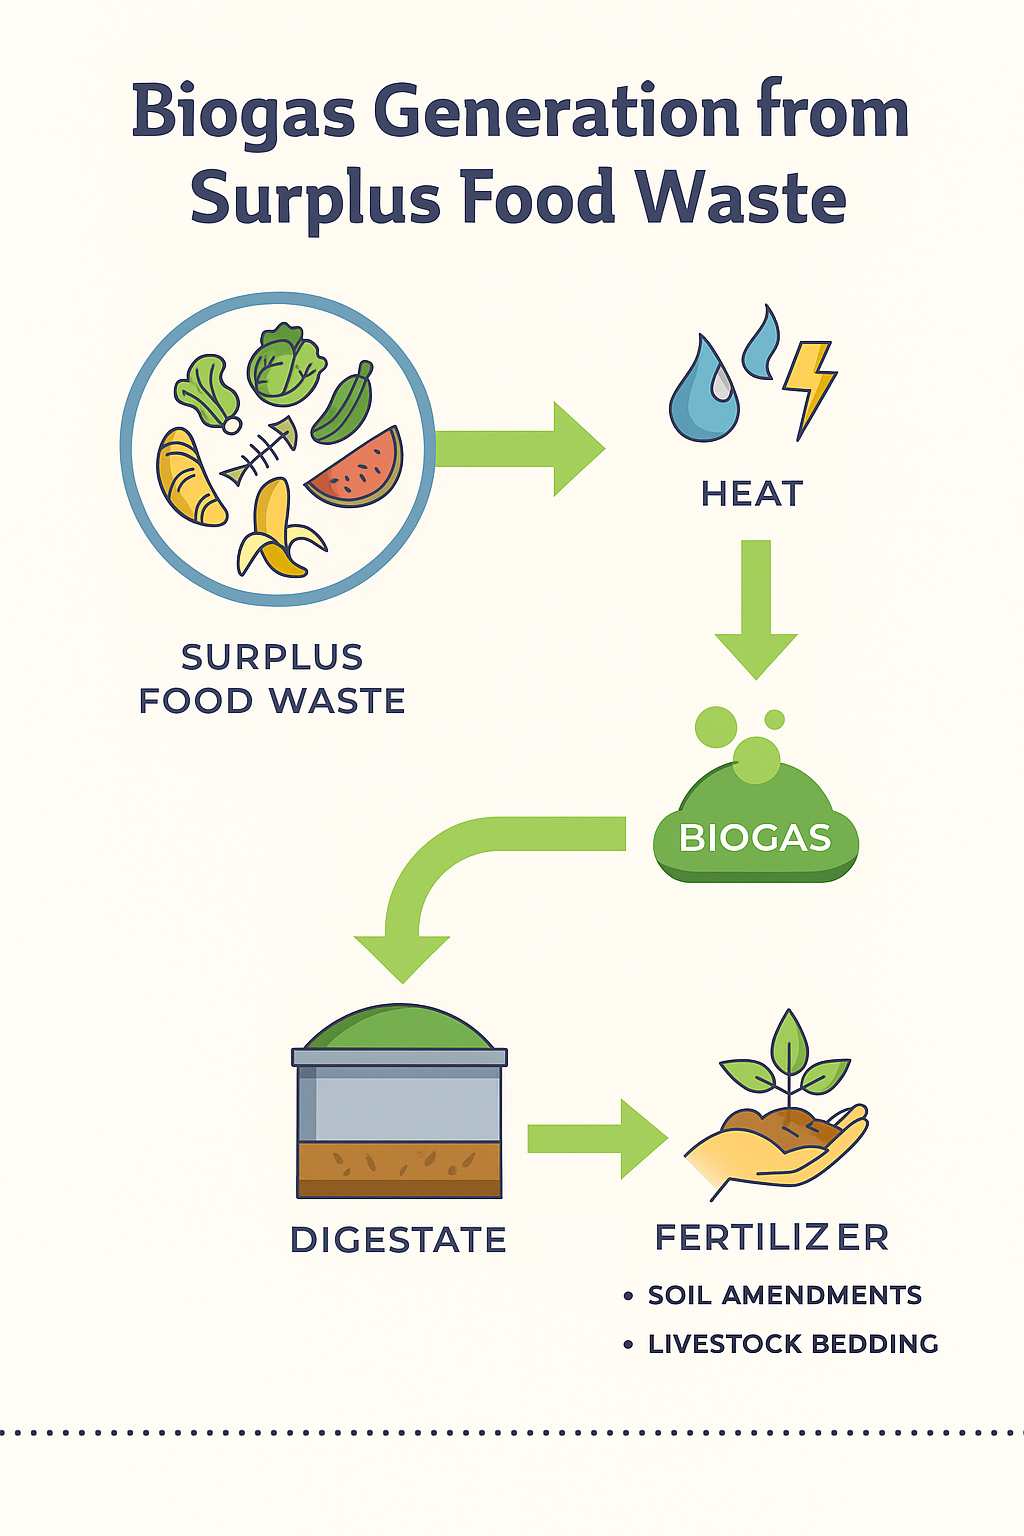 Biogas Generation from
Surplus Food Waste
HEAT
SURPLUS
FOOD WASTE
BIOGAS
DIGESTATE
FERTILIZER
• SOIL AMENDMENTS
• LIVESTOCK BEDDING